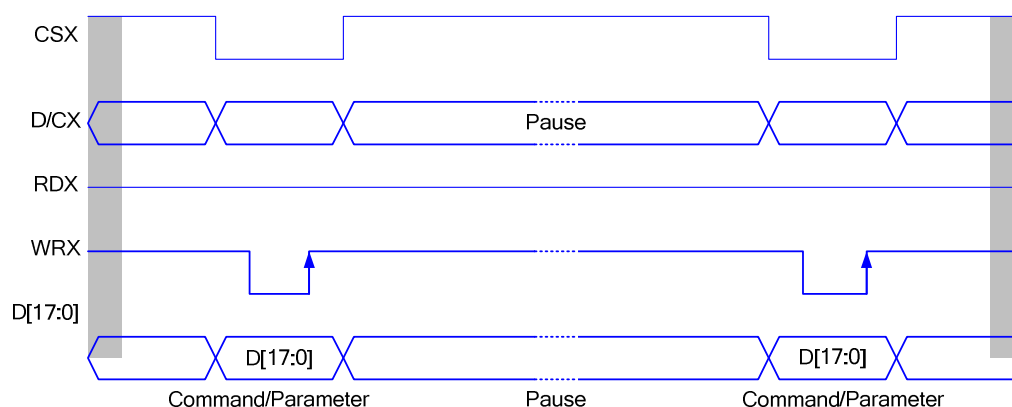 CSX
D/CX
Pause
RDX
WRX
D[17:0]
D[17:0]
D[17:0]
Command/Parameter
Pause
Command/Parameter